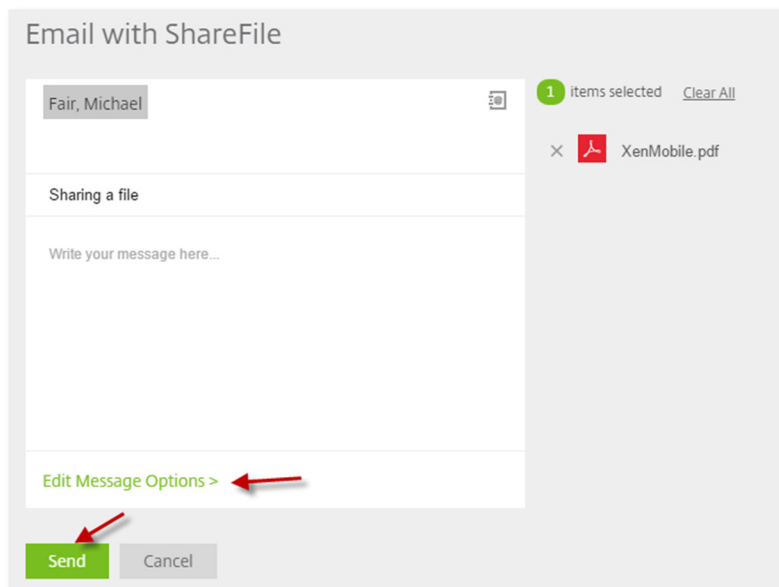 Email with ShareFile
Fair, Michael
1 items selected Clear All
XenMobile.pdf
Sharing a file
Write your message here...
Edit Message Options >
Send Cancel